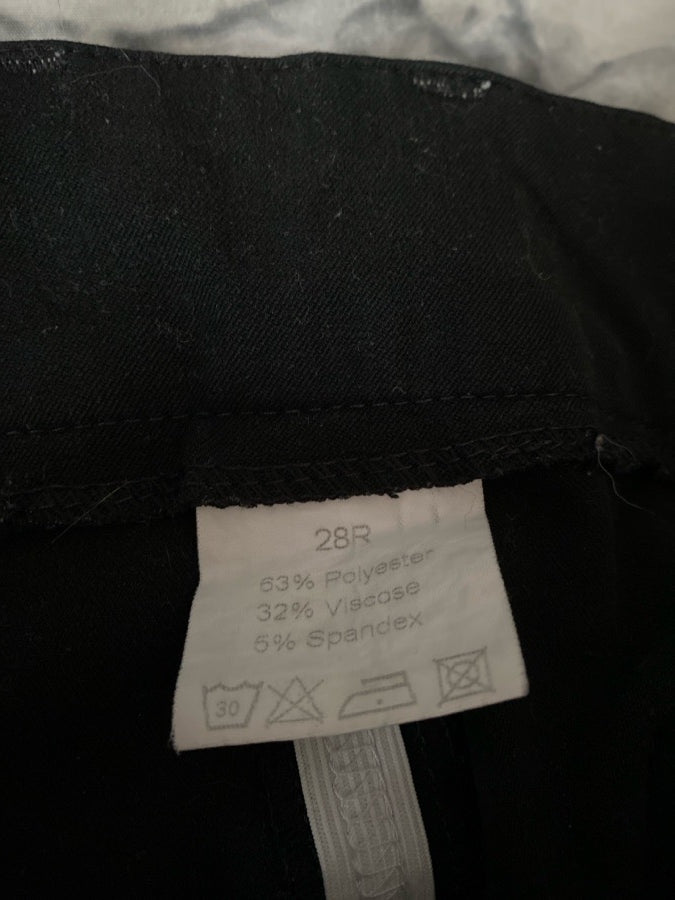 28R
63% Polyester
32% Viscose
5% Spandex
30